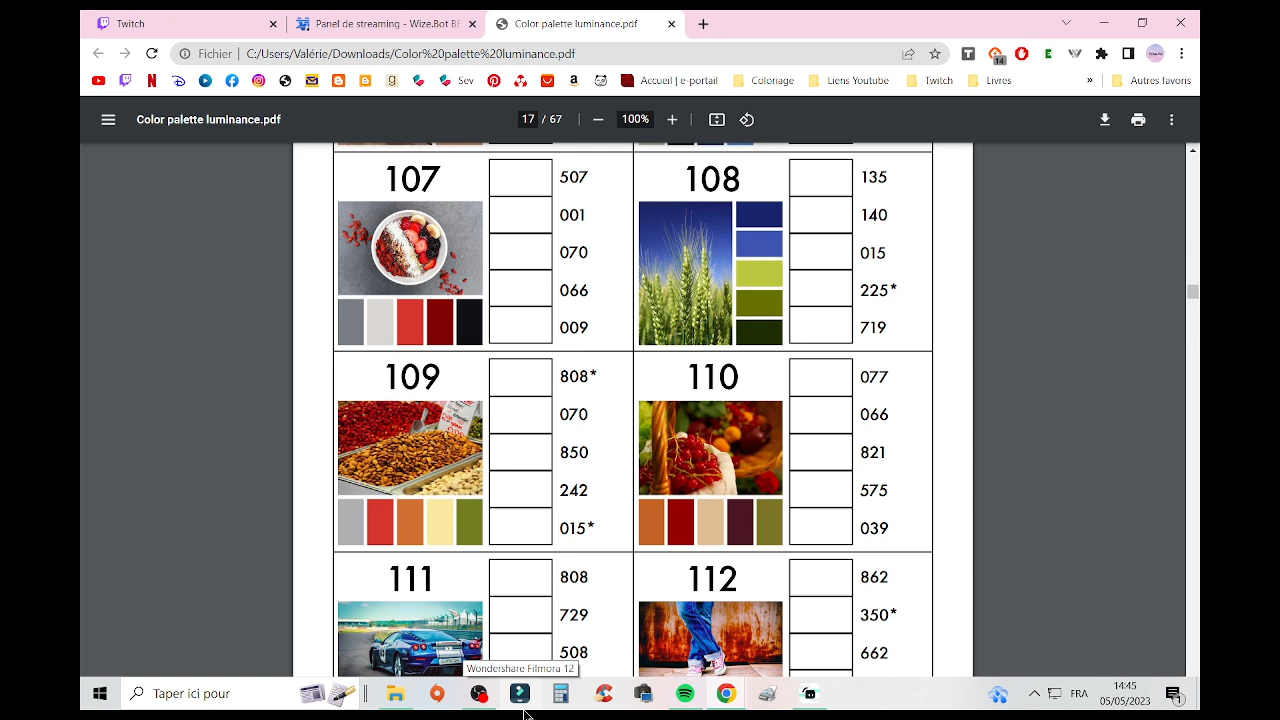 Twitch
Panel de streaming - Wize.Bot BE
Color palette luminance.pdf
Fichier
C:/Users/Valérie/Downloads/Color%20palette%20luminance.pdf
14
Sev
Accueil | e-portail
Coloriage
Liens Youtube
Twitch
Livres
»
Autres favoris
Color palette luminance.pdf
17 / 67
100%
107
507
001
070
066
009
108
135
140
015
225*
719
109
808*
070
850
242
015*
110
077
066
821
575
039
111
808
729
508
112
862
350*
662
Wondershare Filmora 12
Taper ici pour
FRA
14:45
05/05/2023
1